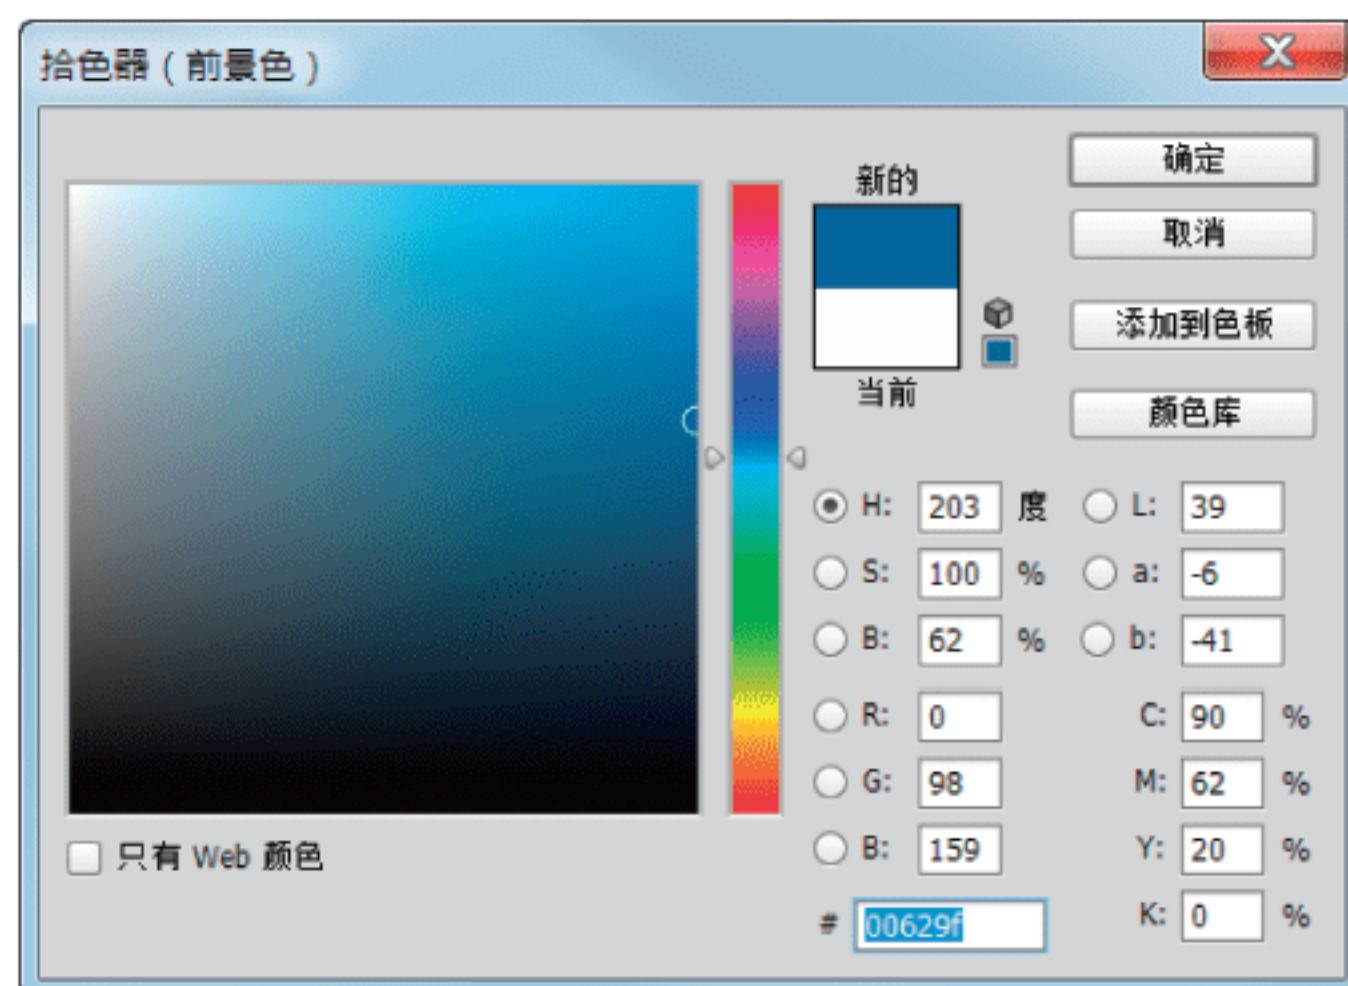 拾色器（前景色）
新的
当前
确定
取消
添加到色板
颜色库
H: 203 度
S: 100 %
B: 62 %
R: 0
G: 98
B: 159
# 00629f
L: 39
a: -6
b: -41
C: 90 %
M: 62 %
Y: 20 %
K: 0 %
只有 Web 颜色